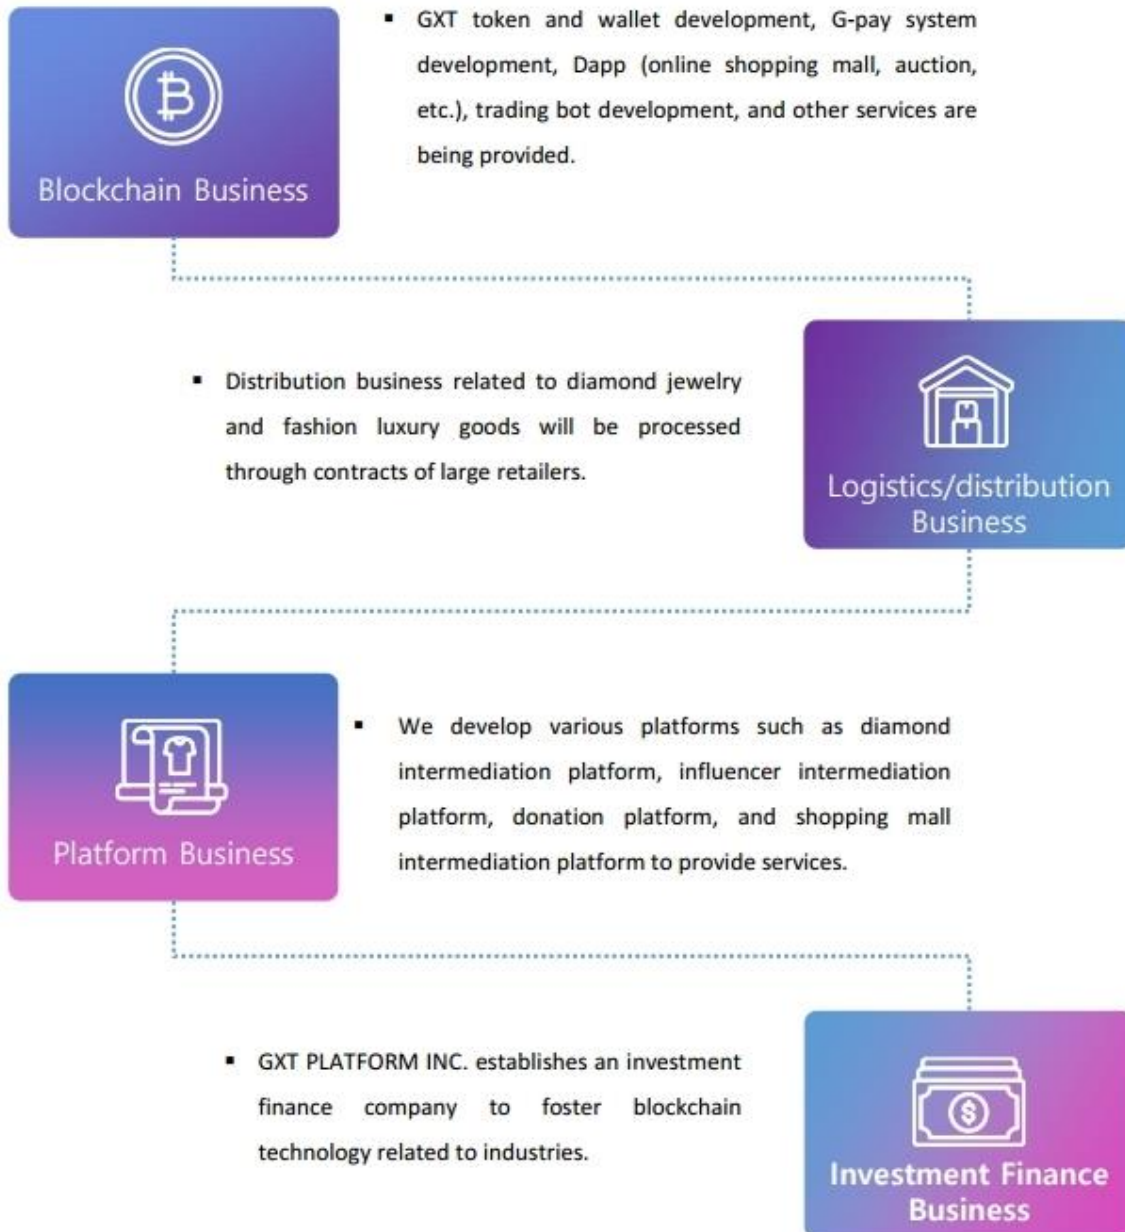 ▪ GXT token and wallet development, G-pay system
development, Dapp (online shopping mall, auction,
etc.), trading bot development, and other services are
being provided.
Blockchain Business
▪ Distribution business related to diamond jewelry
and fashion luxury goods will be processed
through contracts of large retailers.
Logistics/distribution
Business
▪ We develop various platforms such as diamond
intermediation platform, influencer intermediation
platform, donation platform, and shopping mall
intermediation platform to provide services.
Platform Business
▪ GXT PLATFORM INC. establishes an investment
finance company to foster blockchain
technology related to industries.
Investment Finance
Business